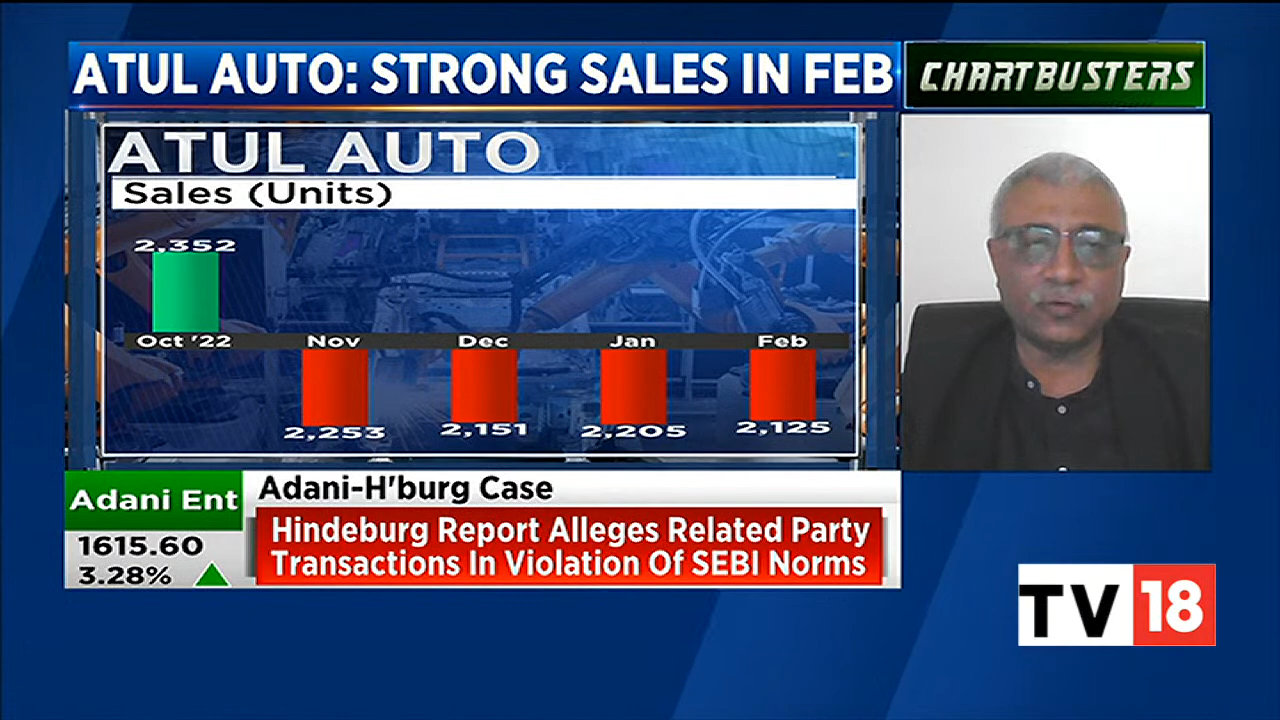 ATUL AUTO: STRONG SALES IN FEB
CHARTBUSTERS
ATUL AUTO
Sales (Units)
2,352
Oct '22
Nov
Dec
Jan
Feb
2,253
2,151
2,205
2,125
Adani Ent
1615.60
3.28%
Adani-H'burg Case
Hindeburg Report Alleges Related Party
Transactions In Violation Of SEBI Norms
TV18